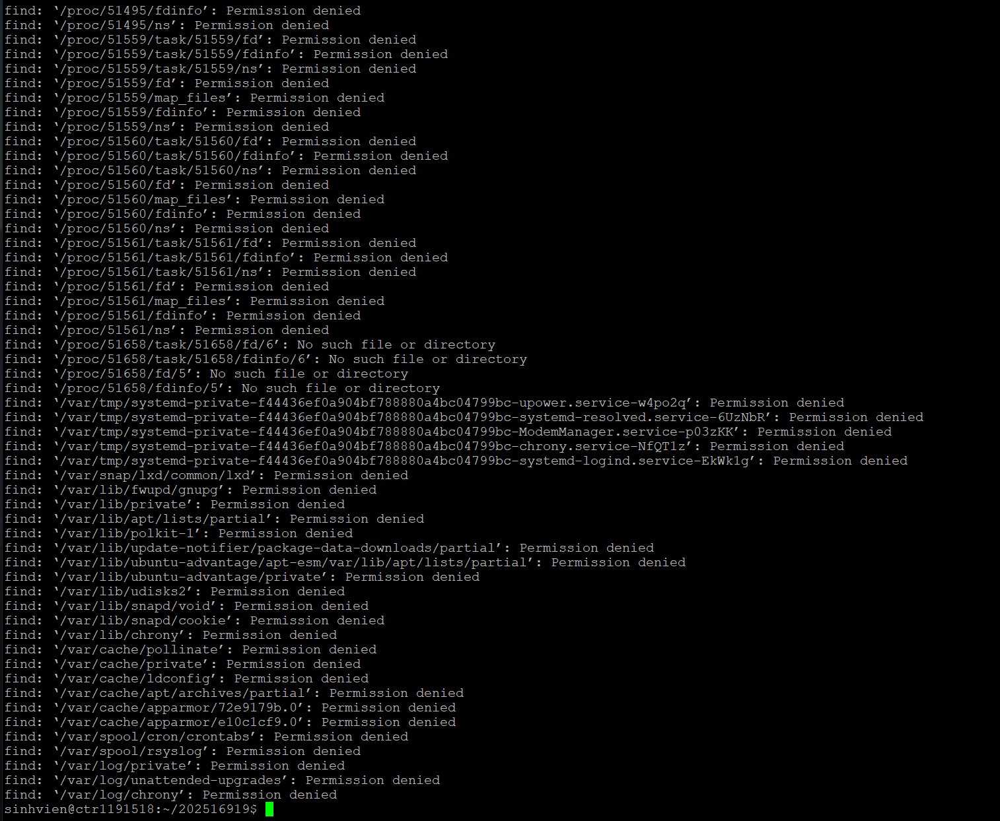 find: ‘/proc/51495/fdinfo’: Permission denied
find: ‘/proc/51495/ns’: Permission denied
find: ‘/proc/51559/task/51559/fd’: Permission denied
find: ‘/proc/51559/task/51559/fdinfo’: Permission denied
find: ‘/proc/51559/task/51559/ns’: Permission denied
find: ‘/proc/51559/fd’: Permission denied
find: ‘/proc/51559/map_files’: Permission denied
find: ‘/proc/51559/fdinfo’: Permission denied
find: ‘/proc/51559/ns’: Permission denied
find: ‘/proc/51560/task/51560/fd’: Permission denied
find: ‘/proc/51560/task/51560/fdinfo’: Permission denied
find: ‘/proc/51560/task/51560/ns’: Permission denied
find: ‘/proc/51560/fd’: Permission denied
find: ‘/proc/51560/map_files’: Permission denied
find: ‘/proc/51560/fdinfo’: Permission denied
find: ‘/proc/51560/ns’: Permission denied
find: ‘/proc/51561/task/51561/fd’: Permission denied
find: ‘/proc/51561/task/51561/fdinfo’: Permission denied
find: ‘/proc/51561/task/51561/ns’: Permission denied
find: ‘/proc/51561/fd’: Permission denied
find: ‘/proc/51561/map_files’: Permission denied
find: ‘/proc/51561/fdinfo’: Permission denied
find: ‘/proc/51561/ns’: Permission denied
find: ‘/proc/51658/task/51658/fd/6’: No such file or directory
find: ‘/proc/51658/task/51658/fdinfo/6’: No such file or directory
find: ‘/proc/51658/fd/5’: No such file or directory
find: ‘/proc/51658/fdinfo/5’: No such file or directory
find: ‘/var/tmp/systemd-private-f44436ef0a904bf788880a4bc04799bc-upower.service-w4po2q’: Permission denied
find: ‘/var/tmp/systemd-private-f44436ef0a904bf788880a4bc04799bc-systemd-resolved.service-6UzNbR’: Permission denied
find: ‘/var/tmp/systemd-private-f44436ef0a904bf788880a4bc04799bc-ModemManager.service-p03zKK’: Permission denied
find: ‘/var/tmp/systemd-private-f44436ef0a904bf788880a4bc04799bc-chrony.service-NfQT1z’: Permission denied
find: ‘/var/tmp/systemd-private-f44436ef0a904bf788880a4bc04799bc-systemd-logind.service-EkWk1g’: Permission denied
find: ‘/var/snap/lxd/common/lxd’: Permission denied
find: ‘/var/lib/fwupd/gnupg’: Permission denied
find: ‘/var/lib/private’: Permission denied
find: ‘/var/lib/apt/lists/partial’: Permission denied
find: ‘/var/lib/polkit-1’: Permission denied
find: ‘/var/lib/update-notifier/package-data-downloads/partial’: Permission denied
find: ‘/var/lib/ubuntu-advantage/apt-esm/var/lib/apt/lists/partial’: Permission denied
find: ‘/var/lib/ubuntu-advantage/private’: Permission denied
find: ‘/var/lib/udisks2’: Permission denied
find: ‘/var/lib/snapd/void’: Permission denied
find: ‘/var/lib/snapd/cookie’: Permission denied
find: ‘/var/lib/chrony’: Permission denied
find: ‘/var/cache/pollinate’: Permission denied
find: ‘/var/cache/private’: Permission denied
find: ‘/var/cache/ldconfig’: Permission denied
find: ‘/var/cache/apt/archives/partial’: Permission denied
find: ‘/var/cache/apparmor/72e9179b.0’: Permission denied
find: ‘/var/cache/apparmor/e10c1cf9.0’: Permission denied
find: ‘/var/spool/cron/crontabs’: Permission denied
find: ‘/var/spool/rsyslog’: Permission denied
find: ‘/var/log/private’: Permission denied
find: ‘/var/log/unattended-upgrades’: Permission denied
find: ‘/var/log/chrony’: Permission denied
sinhvien@ctr1191518:~/202516919$